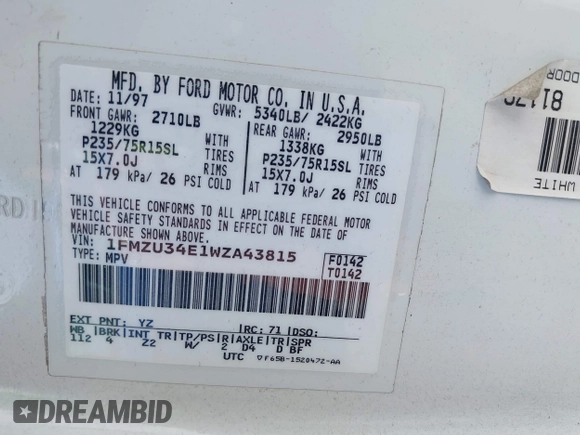 MFD. BY FORD MOTOR CO. IN U.S.A.
DATE: 11/97 GVWR: 5340LB/ 2422KG
FRONT GAWR: 2710LB REAR GAWR: 2950LB
1229KG WITH 1338KG WITH
P235/75R15SL TIRES P235/75R15SL TIRES
15X7.0J RIMS 15X7.0J RIMS
AT 179 kPa/ 26 PSI COLD AT 179 kPa/ 26 PSI COLD
THIS VEHICLE CONFORMS TO ALL APPLICABLE FEDERAL MOTOR
VEHICLE SAFETY STANDARDS IN EFFECT ON THE DATE OF
MANUFACTURE SHOWN ABOVE.
VIN: 1FMZU34E1WZA43815 F0142
TYPE: MPV T0142
EXT PNT: YZ RC: 71 DSO:
WB BRK INT TR TP/PS R AXLE TR SPR
112 4 Z2 W/ 2 D4 D BF
UTC F65B-1520472-AA
DOOR
WHITE
DREAMBID